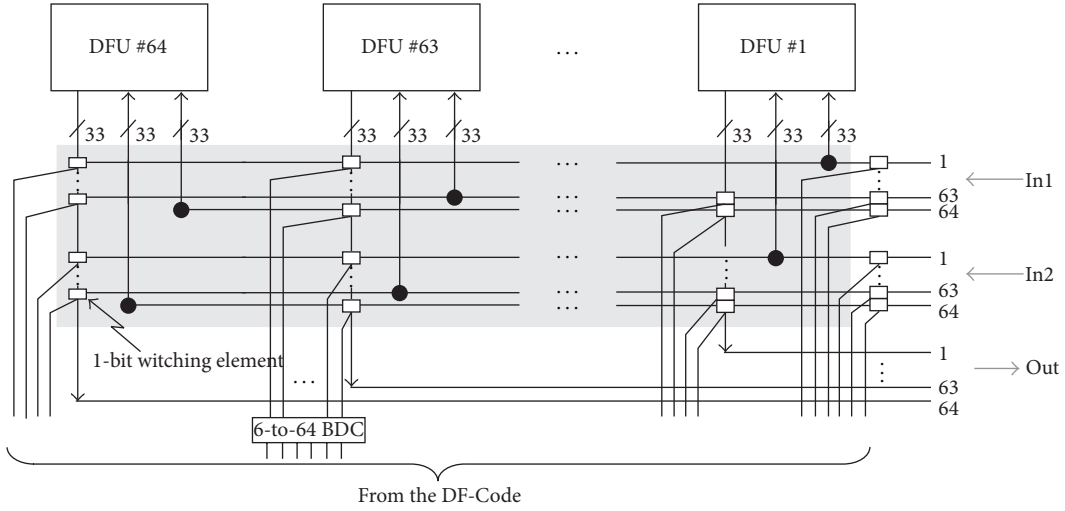 DFU #64
DFU #63
...
DFU #1
33
33
33
33
33
33
33
33
33
...
1
63
64
In1
...
...
1
63
64
In2
...
1-bit witching element
...
1
63
64
Out
6-to-64 BDC
From the DF-Code